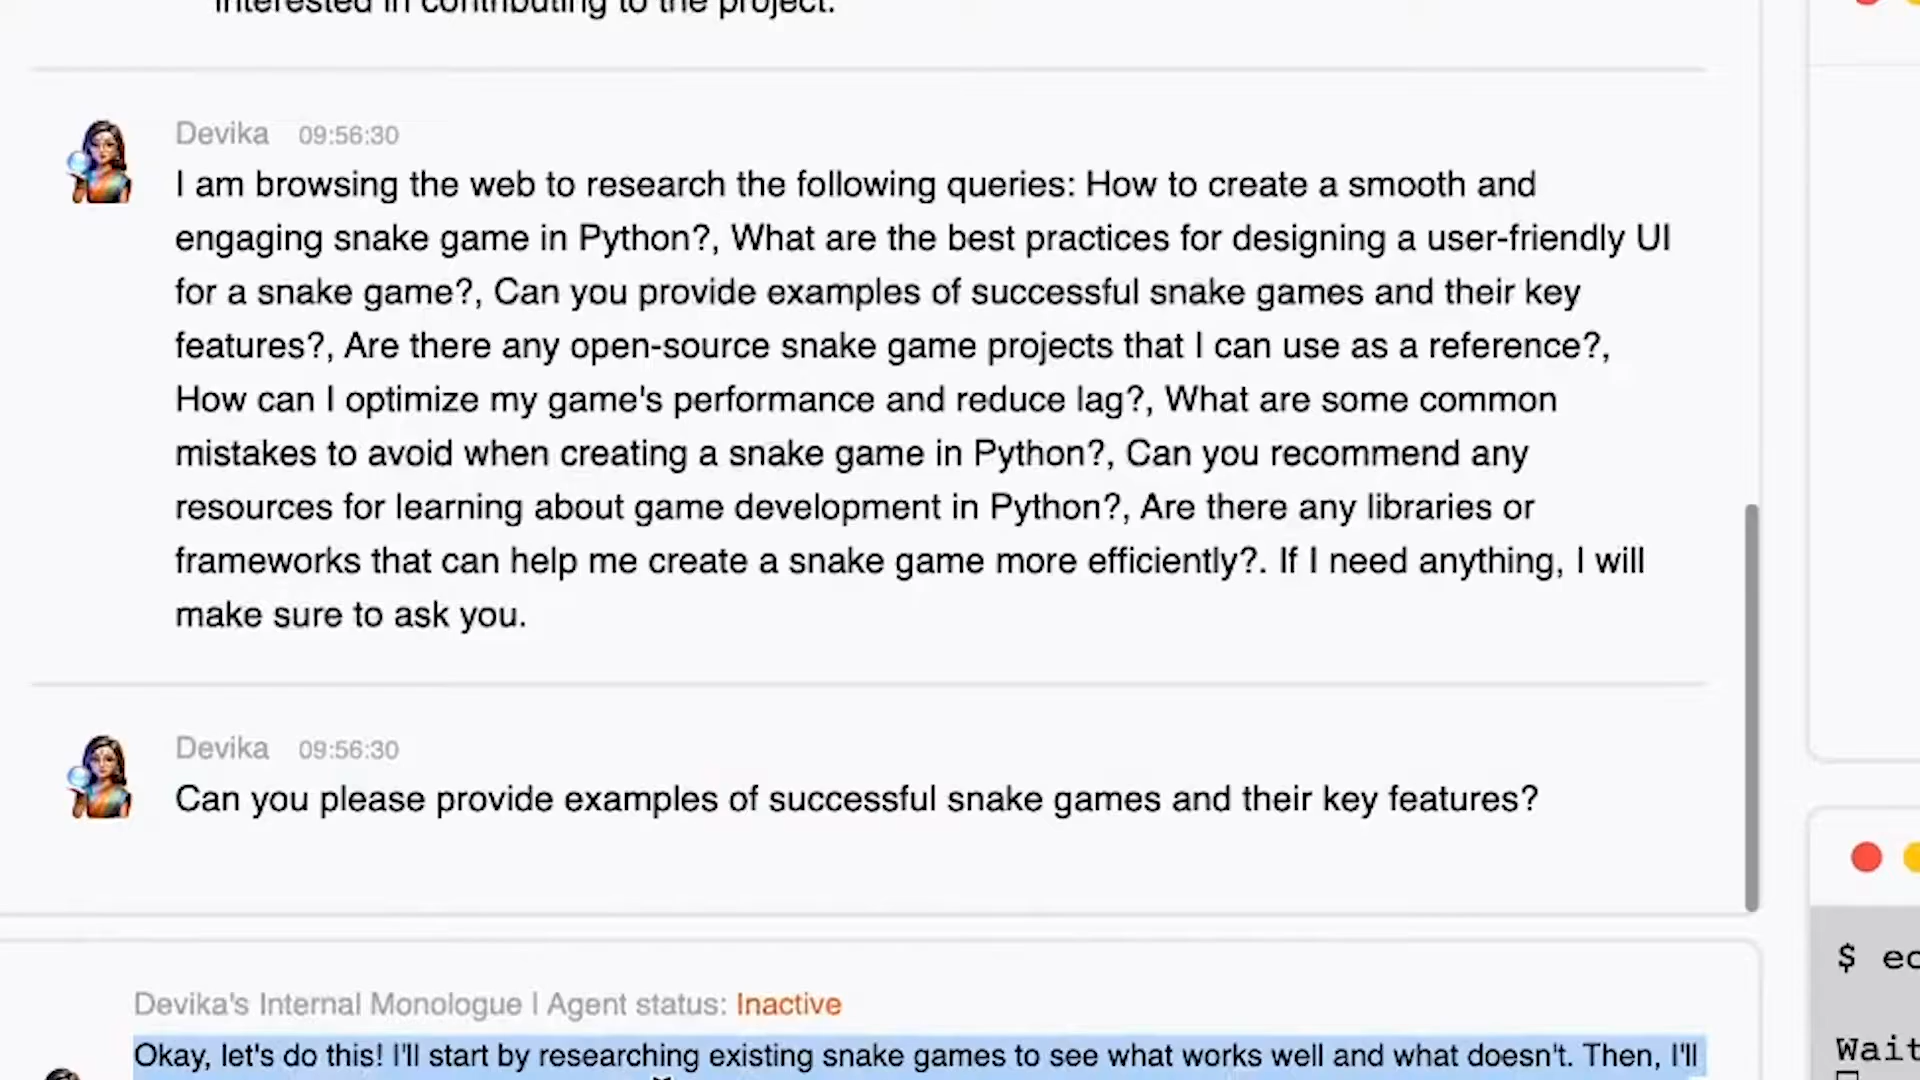 interested in contributing to the project.
Devika 09:56:30
I am browsing the web to research the following queries: How to create a smooth and
engaging snake game in Python?, What are the best practices for designing a user-friendly UI
for a snake game?, Can you provide examples of successful snake games and their key
features?, Are there any open-source snake game projects that I can use as a reference?,
How can I optimize my game's performance and reduce lag?, What are some common
mistakes to avoid when creating a snake game in Python?, Can you recommend any
resources for learning about game development in Python?, Are there any libraries or
frameworks that can help me create a snake game more efficiently?. If I need anything, I will
make sure to ask you.
Devika 09:56:30
Can you please provide examples of successful snake games and their key features?
Devika's Internal Monologue | Agent status: Inactive
Okay, let's do this! I'll start by researching existing snake games to see what works well and what doesn't. Then, I'll
$ ec
Wait